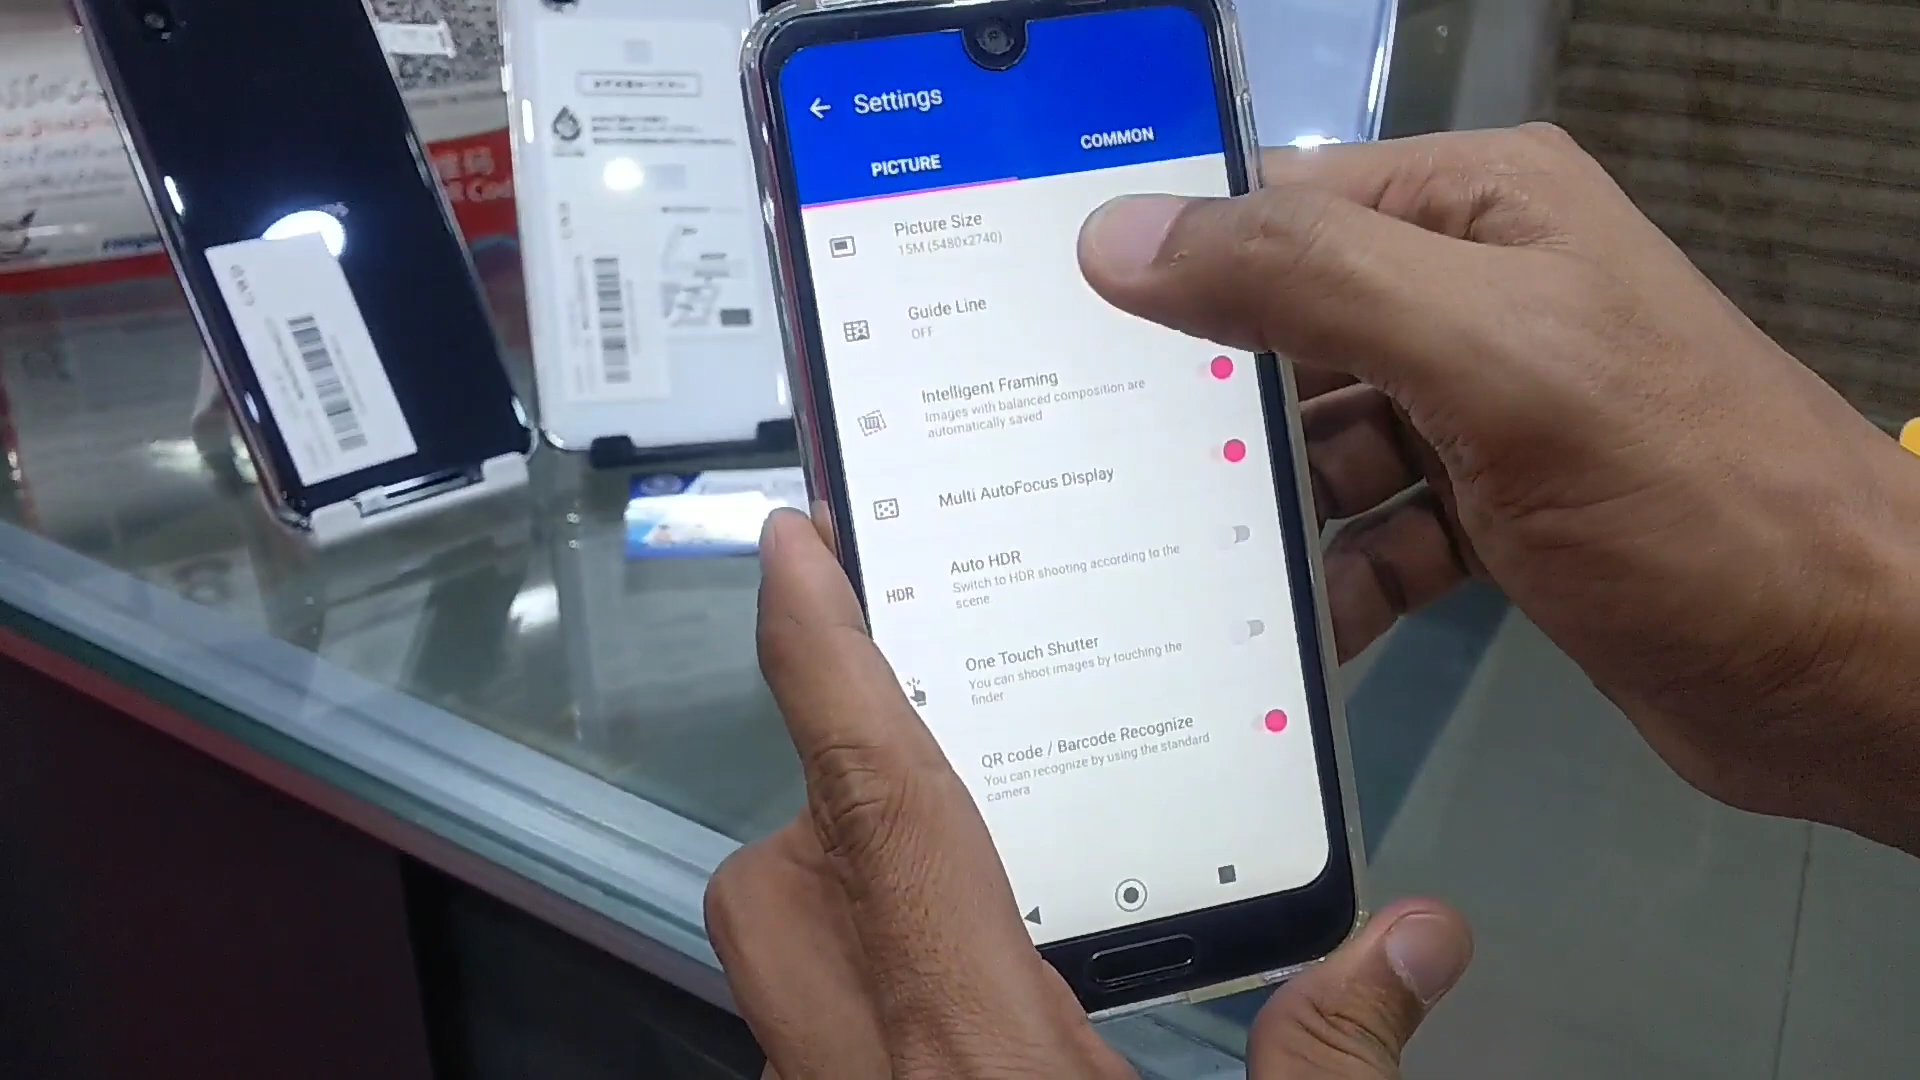 Settings
PICTURE
COMMON
Picture Size
15M (5480x2740)
Guide Line
OFF
Intelligent Framing
Images with balanced composition are
automatically saved
Multi AutoFocus Display
HDR
Auto HDR
Switch to HDR shooting according to the
scene
One Touch Shutter
You can shoot images by touching the
finder
QR code / Barcode Recognize
You can recognize by using the standard
camera